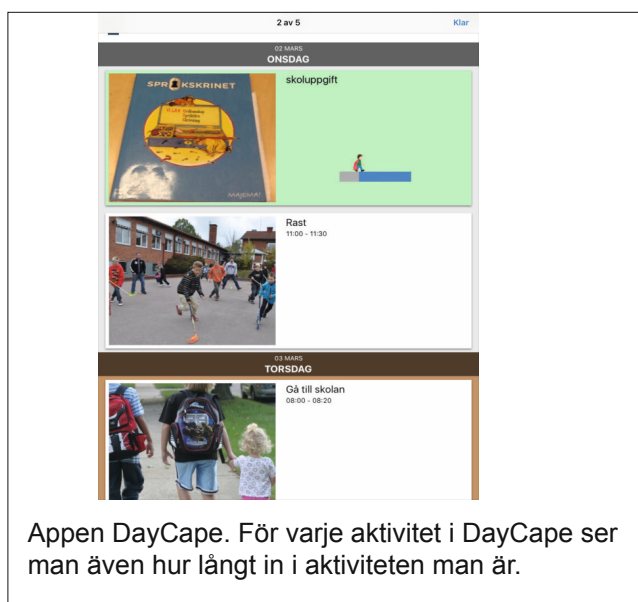 2 av 5
Klar
02 MARS
ONSDAG
SPRÅKSKRINET
skoluppgift
Rast
11:00 - 11:30
03 MARS
TORSDAG
Gå till skolan
08:00 - 08:20
Appen DayCape. För varje aktivitet i DayCape ser
man även hur långt in i aktiviteten man är.